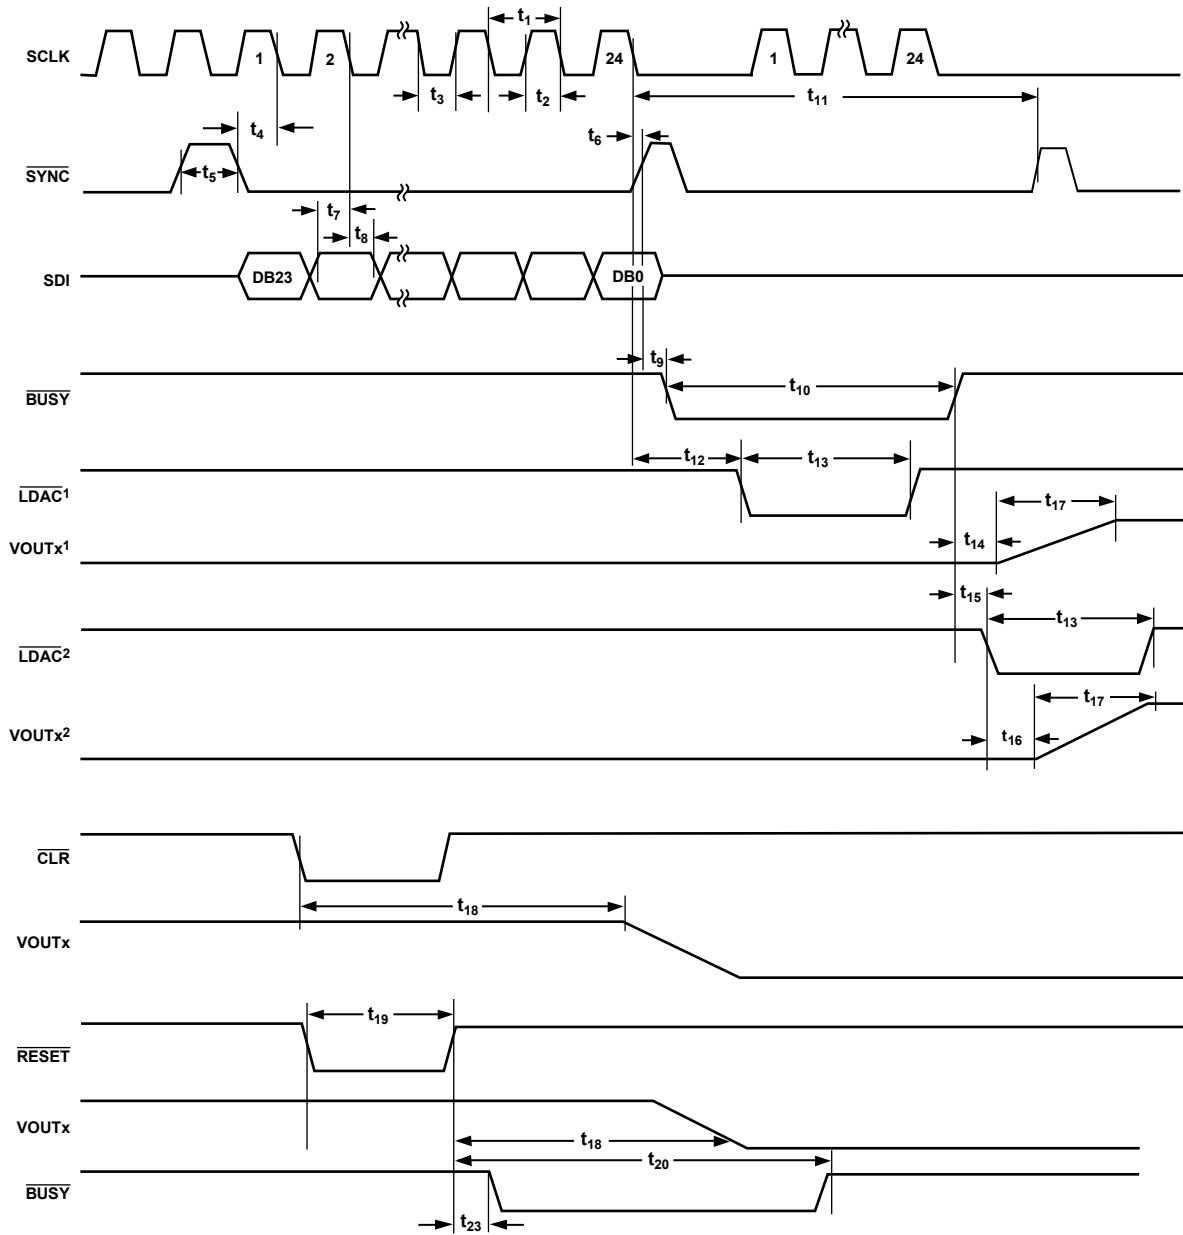 t1
SCLK 1 2 24 1 24
t3 t2 t11
t4 t6
SYNC t5
t7 t8
SDI DB23 DB0
t9
BUSY t10
t12 t13
LDAC1
t17
VOUTx1 t14
t15
t13
LDAC2
t17
VOUTx2 t16
CLR
t18
VOUTx
t19
RESET
VOUTx
t18
t20
BUSY
t23